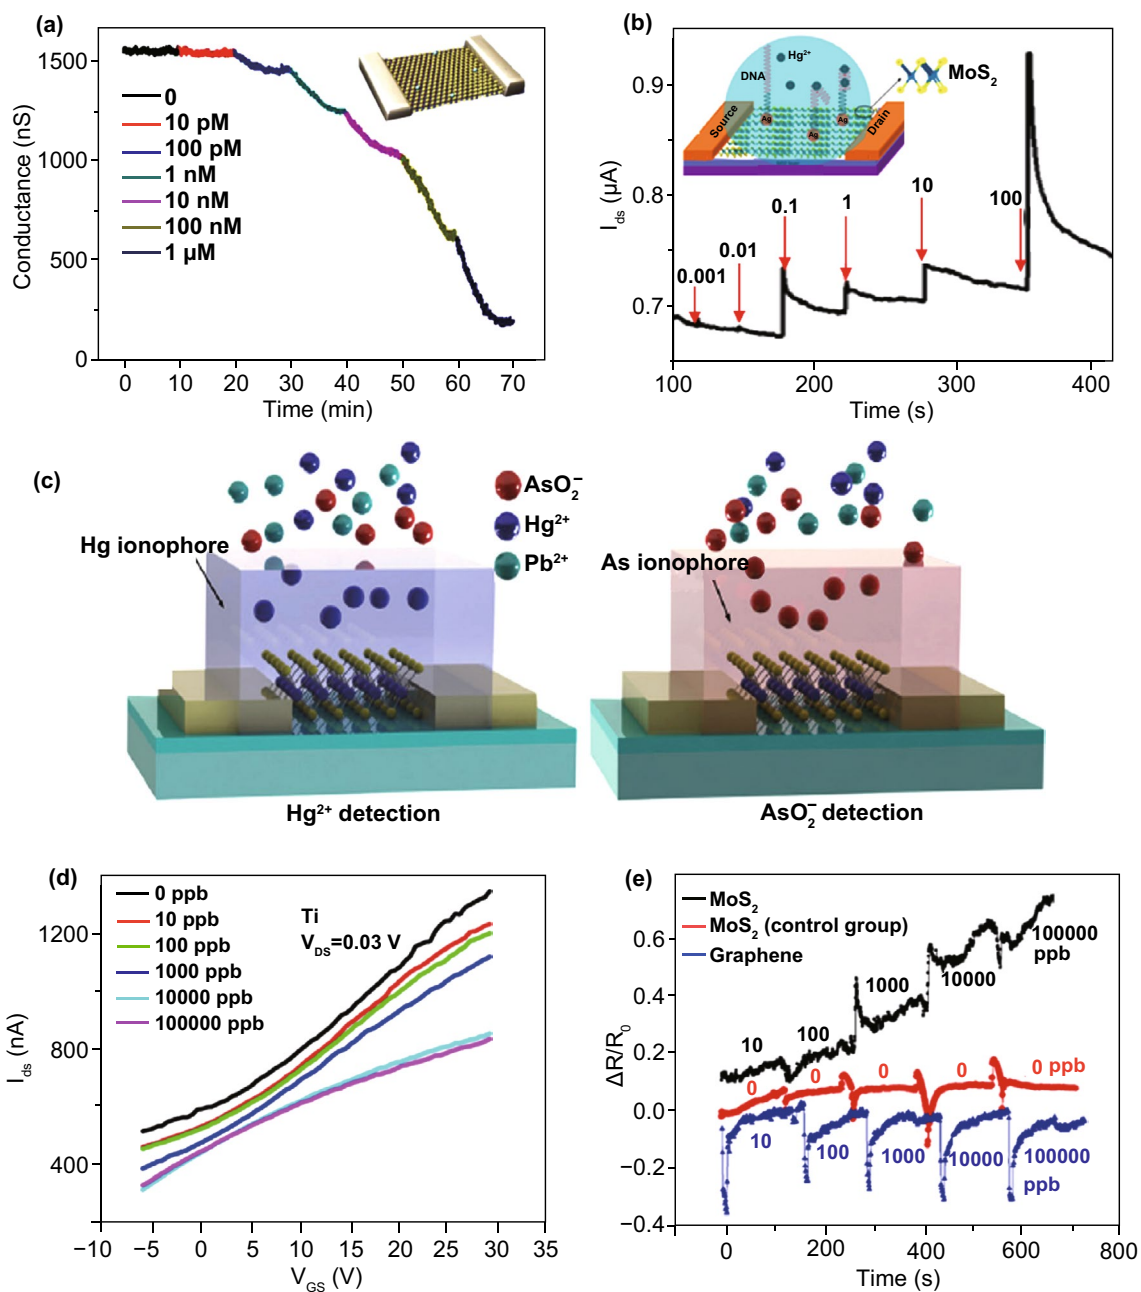 (a)
1500
1000
500
0
Conductance (nS)
0
10 pM
100 pM
1 nM
10 nM
100 nM
1 μM
0 10 20 30 40 50 60 70
Time (min)
(b)
0.9
0.8
0.7
I_ds (μA)
Hg²⁺
DNA
MoS₂
Source
Drain
Ag
Ag
Ag
0.001
0.01
0.1
1
10
100
100 200 300 400
Time (s)
(c)
Hg ionophore
AsO₂⁻
Hg²⁺
Pb²⁺
As ionophore
Hg²⁺ detection
AsO₂⁻ detection
(d)
1200
800
400
I_ds (nA)
0 ppb
10 ppb
100 ppb
1000 ppb
10000 ppb
100000 ppb
Ti
V_DS=0.03 V
−10 −5 0 5 10 15 20 25 30 35
V_GS (V)
(e)
MoS₂
MoS₂ (control group)
Graphene
0.6
0.4
0.2
0.0
−0.2
−0.4
ΔR/R₀
10
100
1000
10000
100000
ppb
0 0 0 0 0 ppb
10
100
1000
10000
100000
ppb
0 200 400 600 800
Time (s)